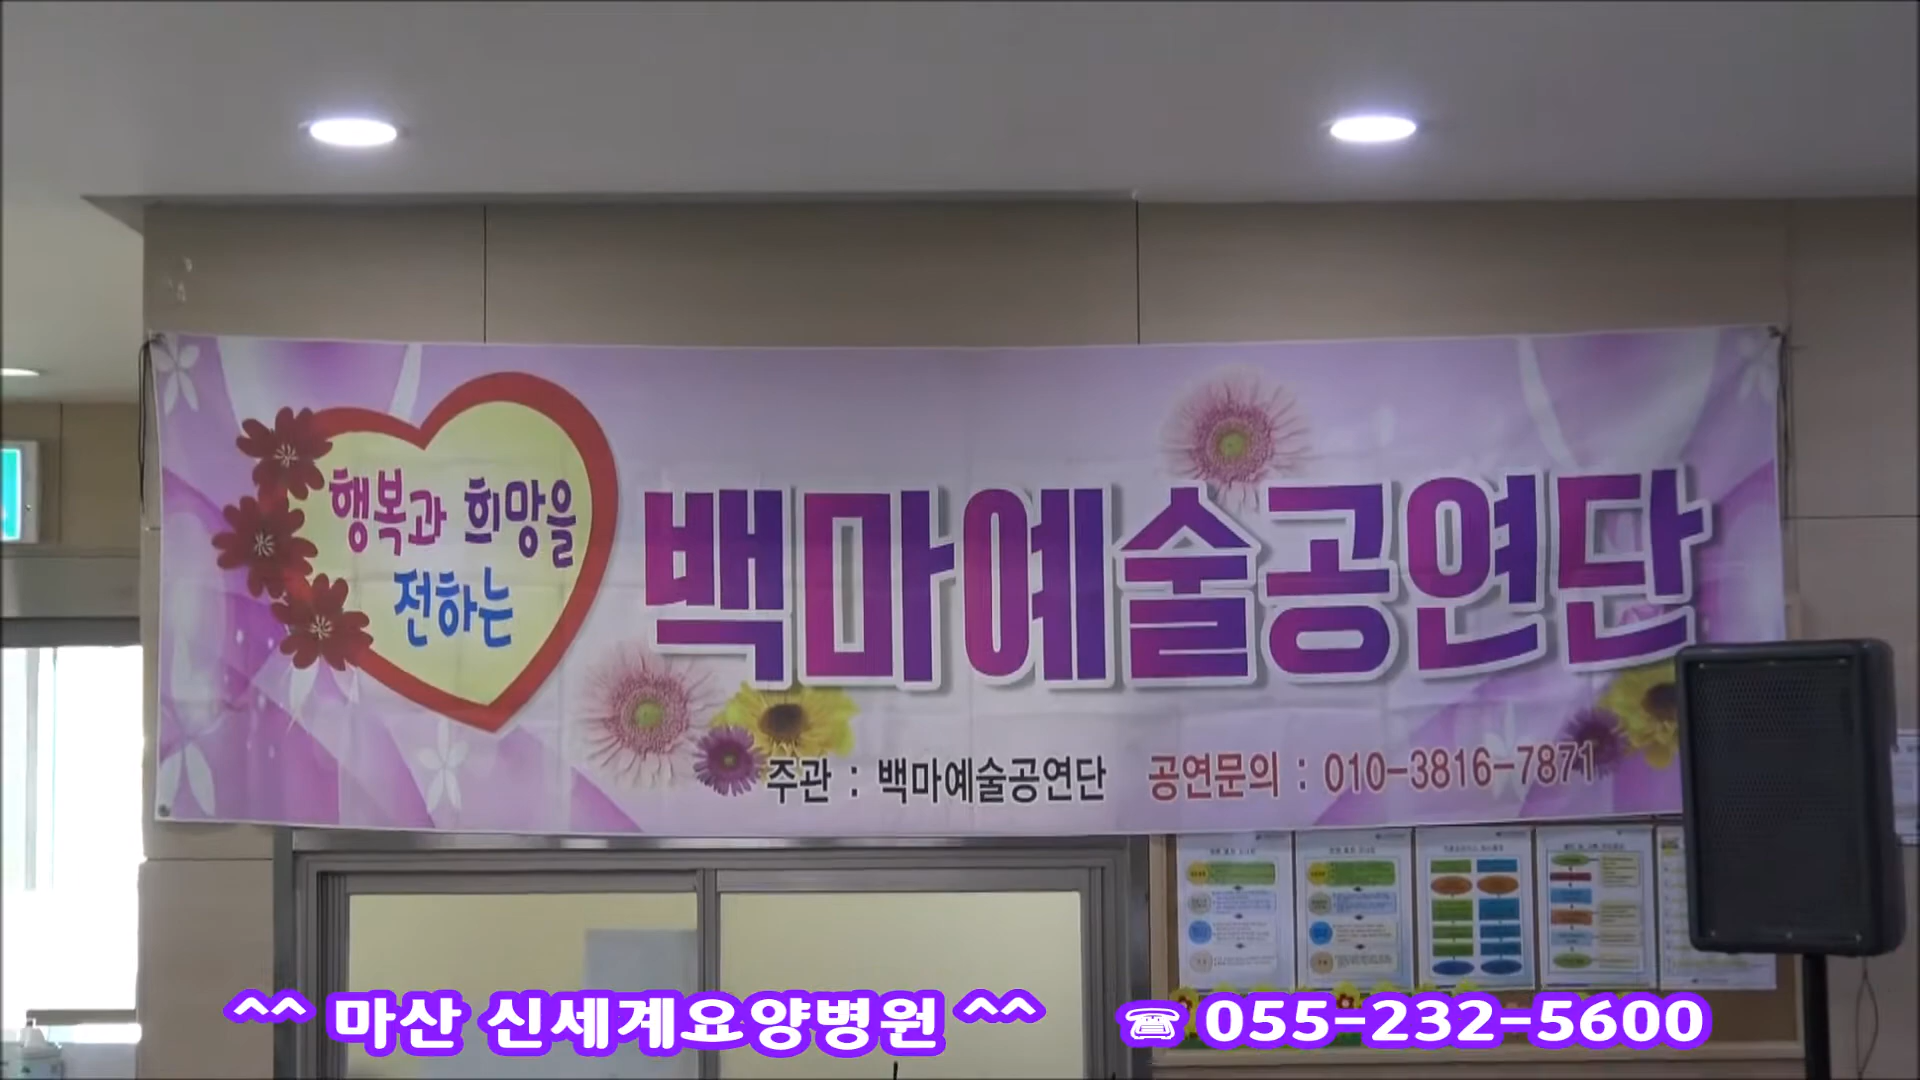 행복과 희망을
전하는
백마예술공연단
주관 : 백마예술공연단 공연문의 : 010-3816-7871
^^ 마산 신세계요양병원 ^^ ☎ 055-232-5600